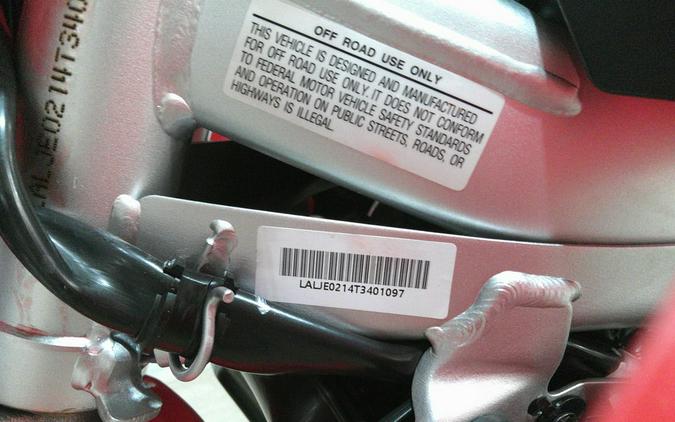 LALJE0214T340
OFF ROAD USE ONLY
THIS VEHICLE IS DESIGNED AND MANUFACTURED
FOR OFF ROAD USE ONLY. IT DOES NOT CONFORM
TO FEDERAL MOTOR VEHICLE SAFETY STANDARDS
AND OPERATION ON PUBLIC STREETS, ROADS, OR
HIGHWAYS IS ILLEGAL.
LALJE0214T3401097